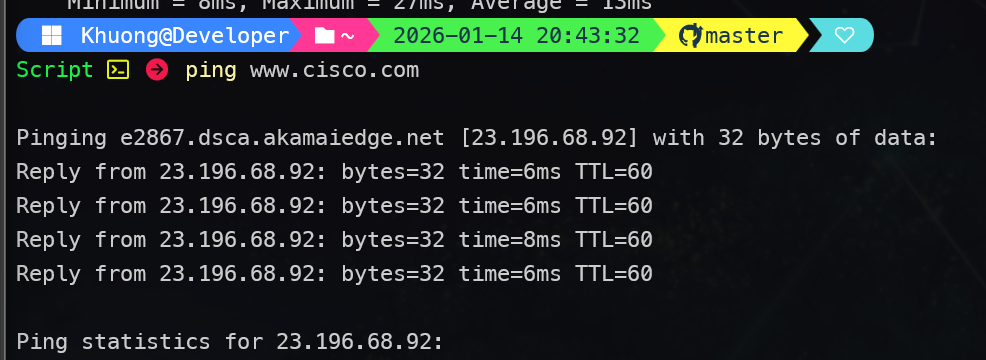 Minimum = 8ms, Maximum = 27ms, Average = 13ms
Khuong@Developer ~ 2026-01-14 20:43:32 master
Script ping www.cisco.com
Pinging e2867.dsca.akamaiedge.net [23.196.68.92] with 32 bytes of data:
Reply from 23.196.68.92: bytes=32 time=6ms TTL=60
Reply from 23.196.68.92: bytes=32 time=6ms TTL=60
Reply from 23.196.68.92: bytes=32 time=8ms TTL=60
Reply from 23.196.68.92: bytes=32 time=6ms TTL=60
Ping statistics for 23.196.68.92: